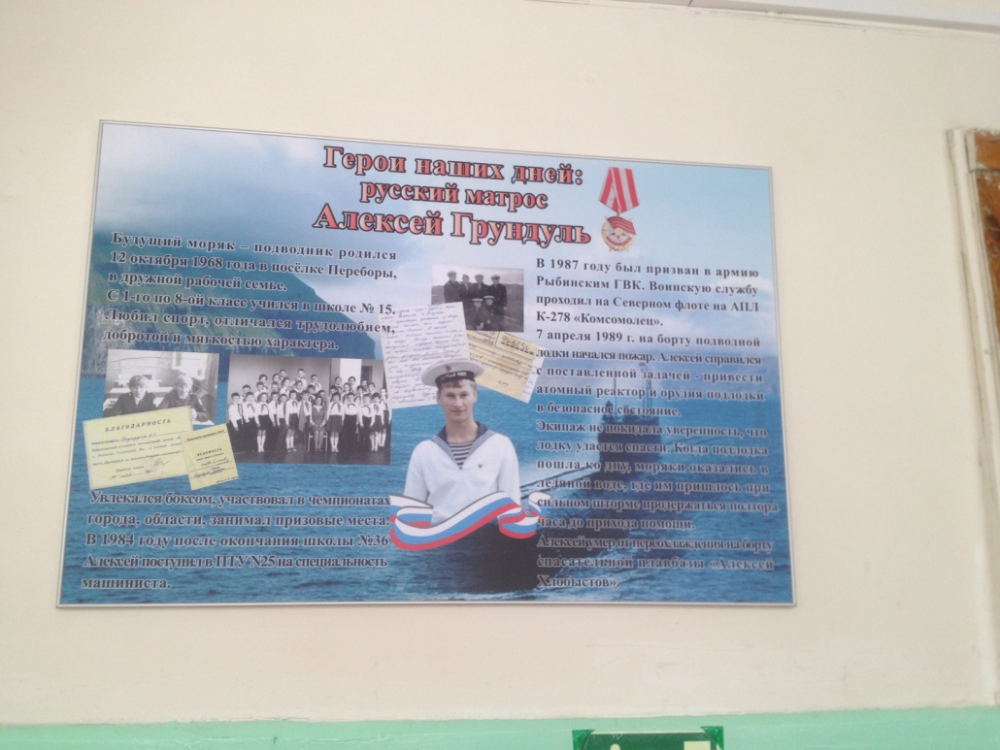 Герои наших дней:
русский матрос
Алексей Грундуль
Будущий моряк – подводник родился
12 октября 1968 года в посёлке Переборы,
в дружной рабочей семье.
С 1-го по 8-ой класс учился в школе № 15.
Любил спорт, отличался трудолюбием,
добротой и мягкостью характера.
БЛАГОДАРНОСТЬ
Увлекался боксом, участвовал в чемпионатах
города, области, занимал призовые места.
В 1984 году после окончания школы №36
Алексей поступил в ПТУ N25 на специальность
машиниста.
В 1987 году был призван в армию
Рыбинским ГВК. Воинскую службу
проходил на Северном флоте на АПЛ
К-278 «Комсомолец».
7 апреля 1989 г. на борту подводной
лодки начался пожар. Алексей справился
с поставленной задачей - привести
атомный реактор и орудия подлодки
в безопасное состояние.
Экипаж не покидала уверенность, что
лодку удастся спасти. Когда подлодка
пошла ко дну, моряки оказались в
ледяной воде, где им пришлось при
сильном шторме продержаться полтора
часа до прихода помощи.
Алексей умер от переохлаждения на борту
спасательной плавбазы «Алексей
Хлобыстов».